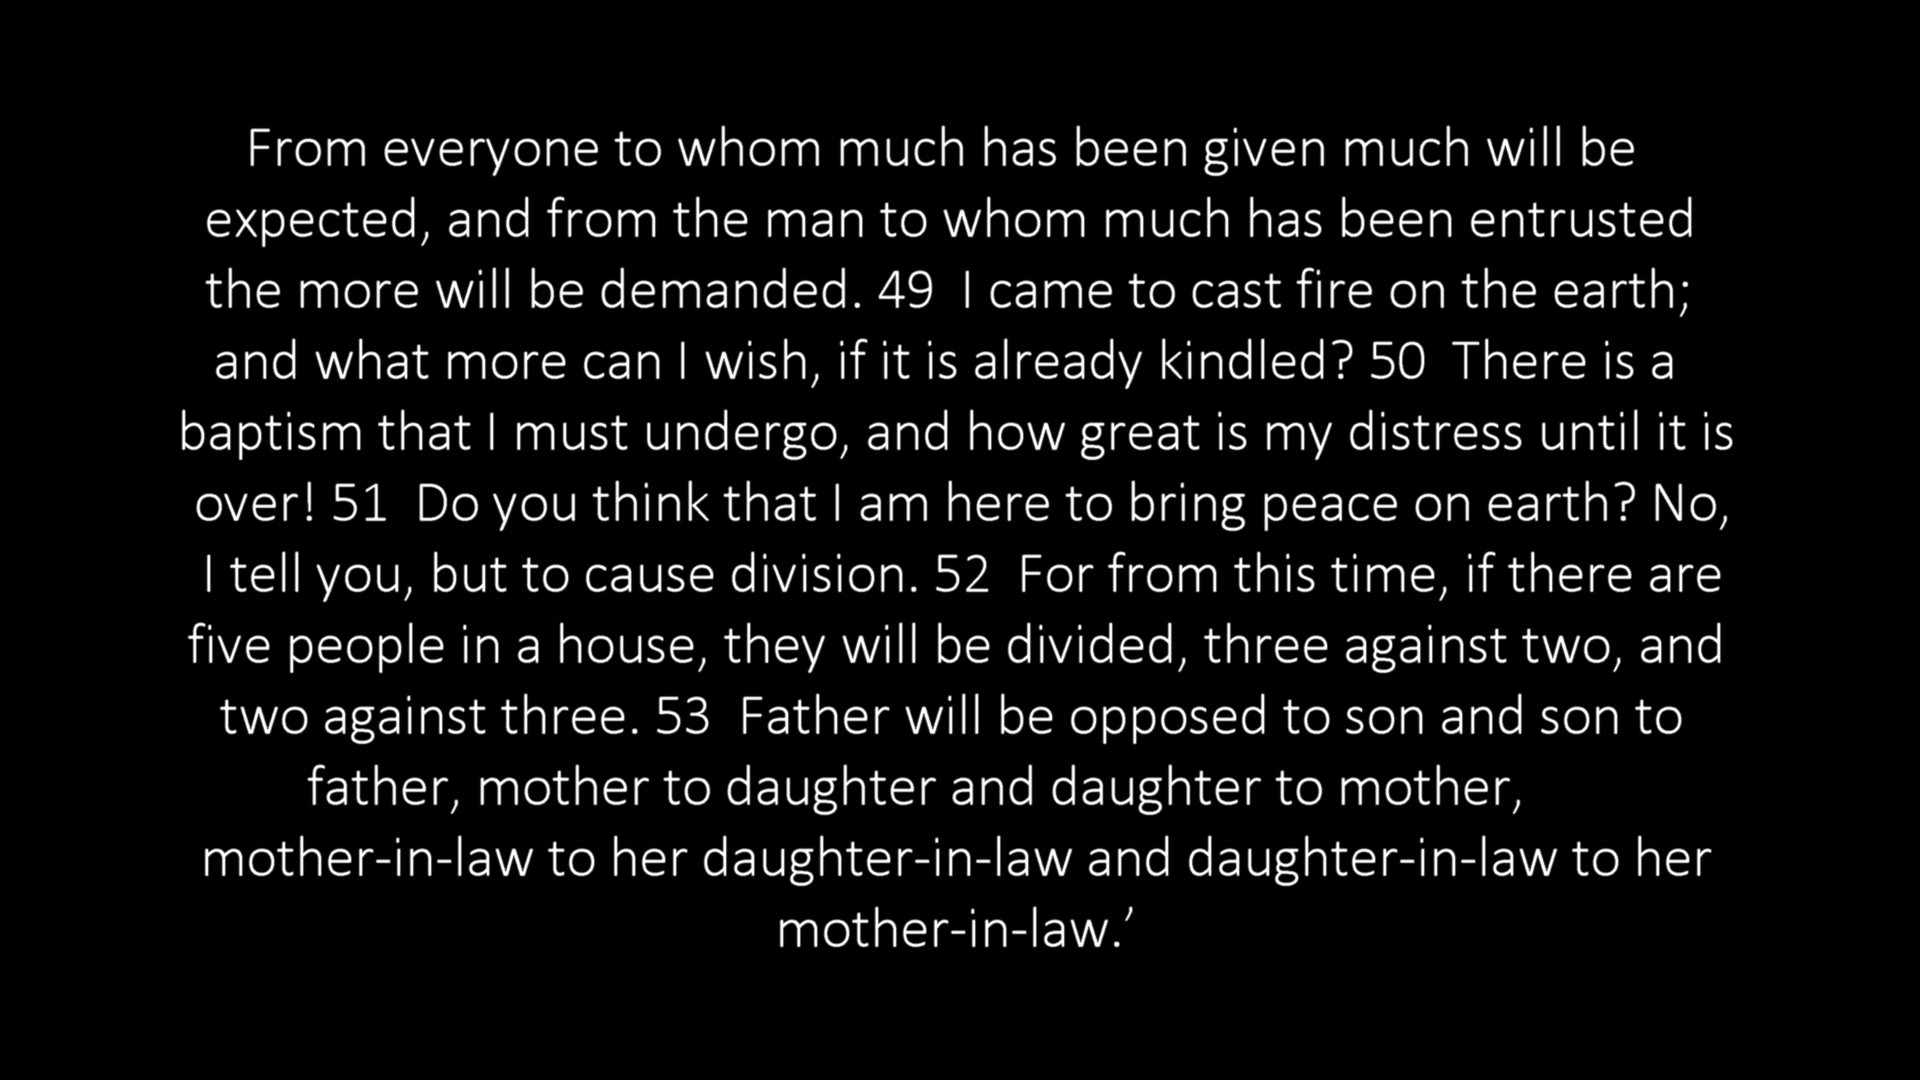 From everyone to whom much has been given much will be
expected, and from the man to whom much has been entrusted
the more will be demanded. 49  I came to cast fire on the earth;
and what more can I wish, if it is already kindled? 50  There is a
baptism that I must undergo, and how great is my distress until it is
over! 51  Do you think that I am here to bring peace on earth? No,
I tell you, but to cause division. 52  For from this time, if there are
five people in a house, they will be divided, three against two, and
two against three. 53  Father will be opposed to son and son to
father, mother to daughter and daughter to mother,
mother-in-law to her daughter-in-law and daughter-in-law to her
mother-in-law.’